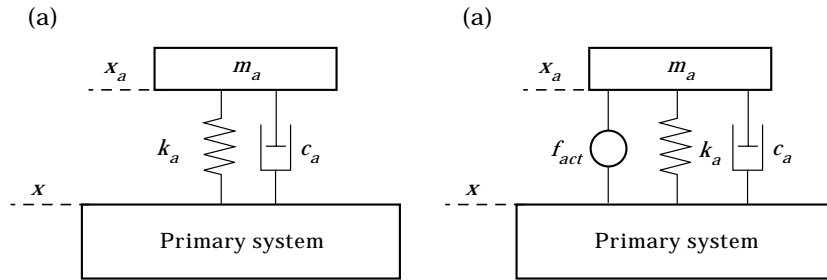 (a)
x_a
m_a
k_a
c_a
x
Primary system
(a)
x_a
m_a
f_act
k_a
c_a
x
Primary system